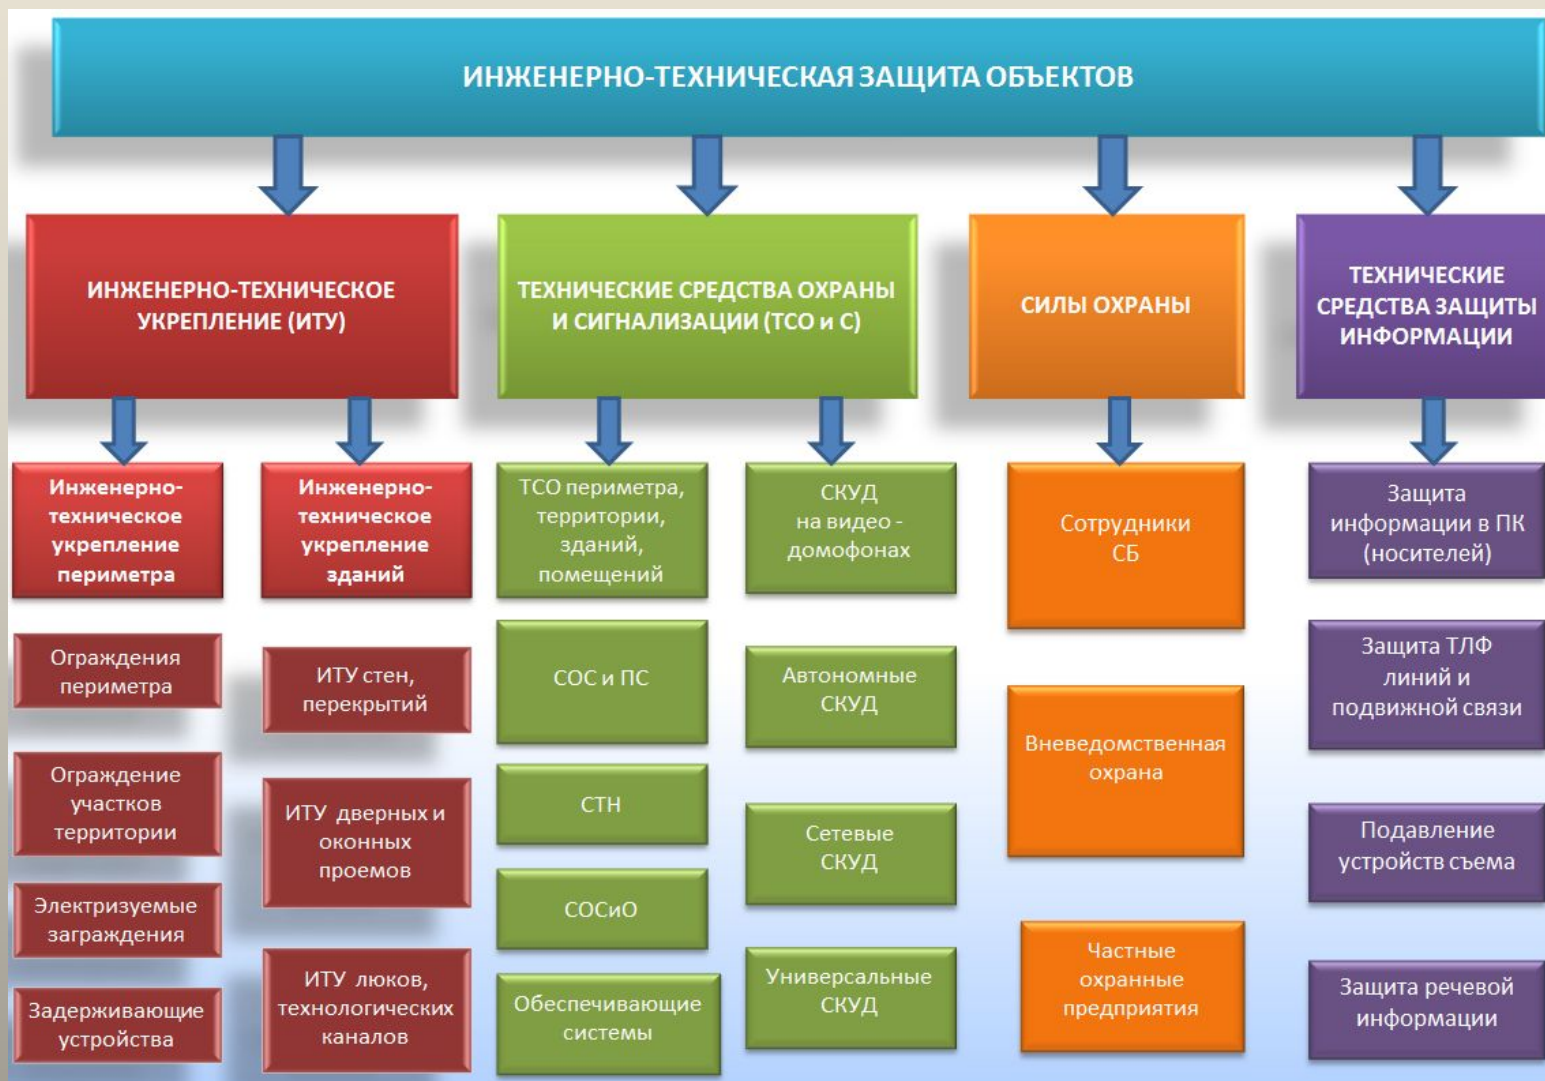 ИНЖЕНЕРНО-ТЕХНИЧЕСКАЯ ЗАЩИТА ОБЪЕКТОВ
ИНЖЕНЕРНО-ТЕХНИЧЕСКОЕ
УКРЕПЛЕНИЕ (ИТУ)
ТЕХНИЧЕСКИЕ СРЕДСТВА ОХРАНЫ
И СИГНАЛИЗАЦИИ (ТСО и С)
СИЛЫ ОХРАНЫ
ТЕХНИЧЕСКИЕ
СРЕДСТВА ЗАЩИТЫ
ИНФОРМАЦИИ
Инженерно-
техническое
укрепление
периметра
Ограждения
периметра
Ограждение
участков
территории
Электризуемые
заграждения
Задерживающие
устройства
Инженерно-
техническое
укрепление
зданий
ИТУ стен,
перекрытий
ИТУ дверных и
оконных
проемов
ИТУ люков,
технологических
каналов
ТСО периметра,
территории,
зданий,
помещений
СОС и ПС
СТН
СОСиО
Обеспечивающие
системы
СКУД
на видео -
домофонах
Автономные
СКУД
Сетевые
СКУД
Универсальные
СКУД
Сотрудники
СБ
Вневедомственная
охрана
Частные
охранные
предприятия
Защита
информации в ПК
(носителей)
Защита ТЛФ
линий и
подвижной связи
Подавление
устройств съема
Защита речевой
информации